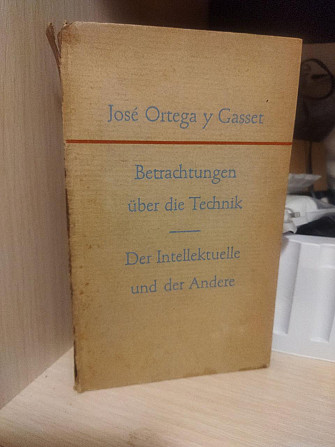 José Ortega y Gasset
Betrachtungen
über die Technik
Der Intellektuelle
und der Andere